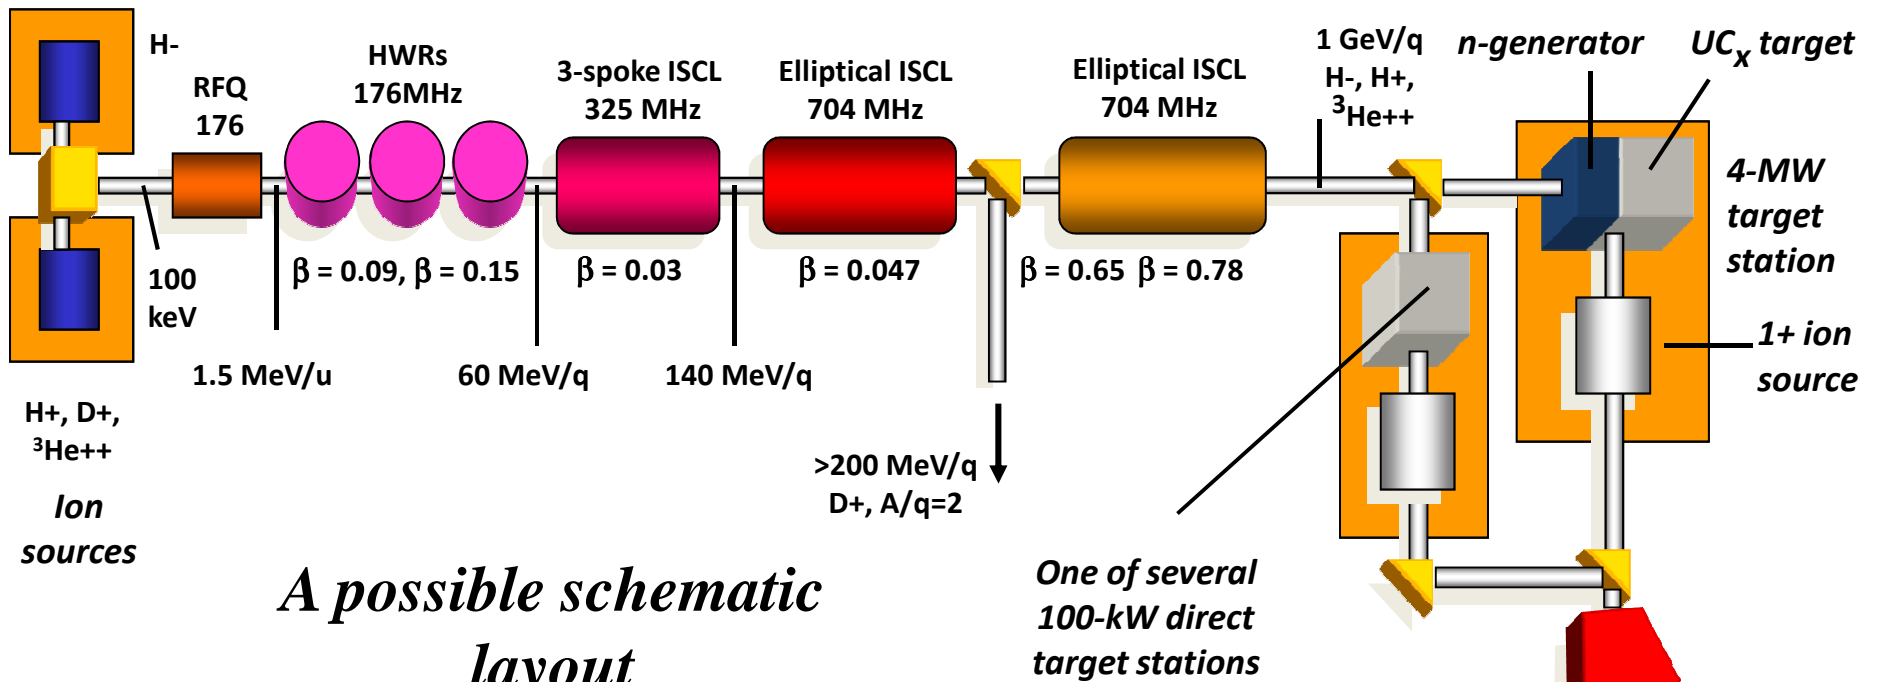 H-
RFQ
176
HWRs
176MHz
3-spoke ISCL
325 MHz
Elliptical ISCL
704 MHz
Elliptical ISCL
704 MHz
1 GeV/q
H-, H+,
³He++
n-generator
UCₓ target
4-MW
target
station
100
keV
β = 0.09, β = 0.15
β = 0.03
β = 0.047
β = 0.65 β = 0.78
1+ ion
source
1.5 MeV/u
60 MeV/q
140 MeV/q
H+, D+,
³He++
Ion
sources
>200 MeV/q
D+, A/q=2
One of several
100-kW direct
target stations
A possible schematic
layout